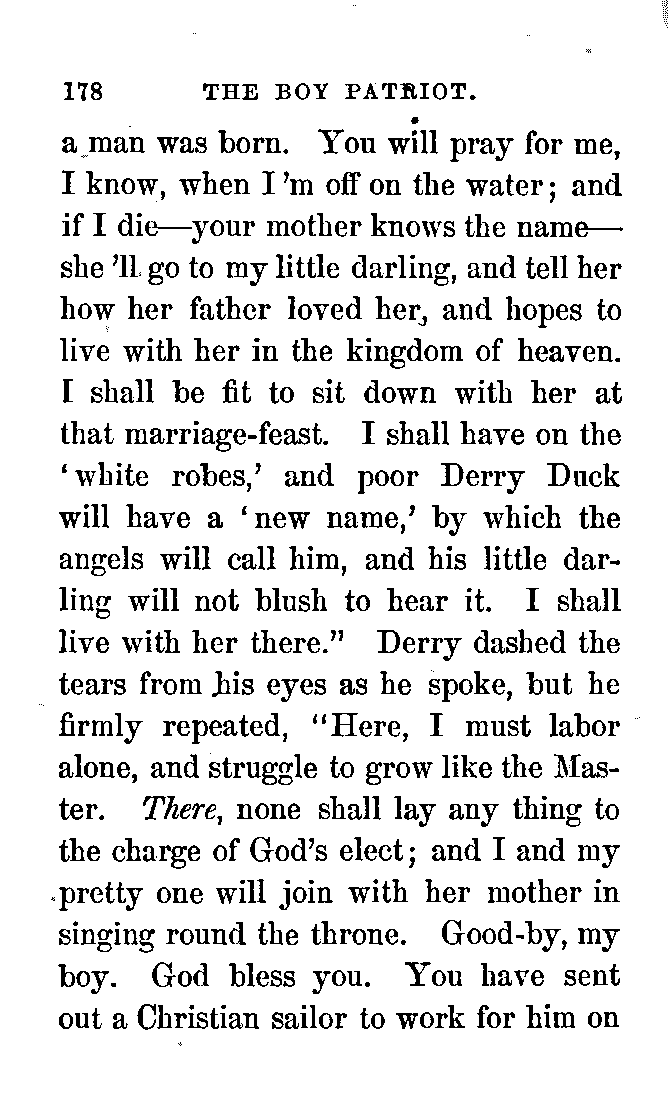 178 THE BOY PATRIOT.
a man was born. You will pray for me,
I know, when I 'm off on the water; and
if I die—your mother knows the name—
she 'll go to my little darling, and tell her
how her father loved her, and hopes to
live with her in the kingdom of heaven.
I shall be fit to sit down with her at
that marriage-feast. I shall have on the
‘white robes,’ and poor Derry Duck
will have a ‘new name,’ by which the
angels will call him, and his little dar-
ling will not blush to hear it. I shall
live with her there.” Derry dashed the
tears from his eyes as he spoke, but he
firmly repeated, “Here, I must labor
alone, and struggle to grow like the Mas-
ter. There, none shall lay any thing to
the charge of God's elect; and I and my
pretty one will join with her mother in
singing round the throne. Good-by, my
boy. God bless you. You have sent
out a Christian sailor to work for him on